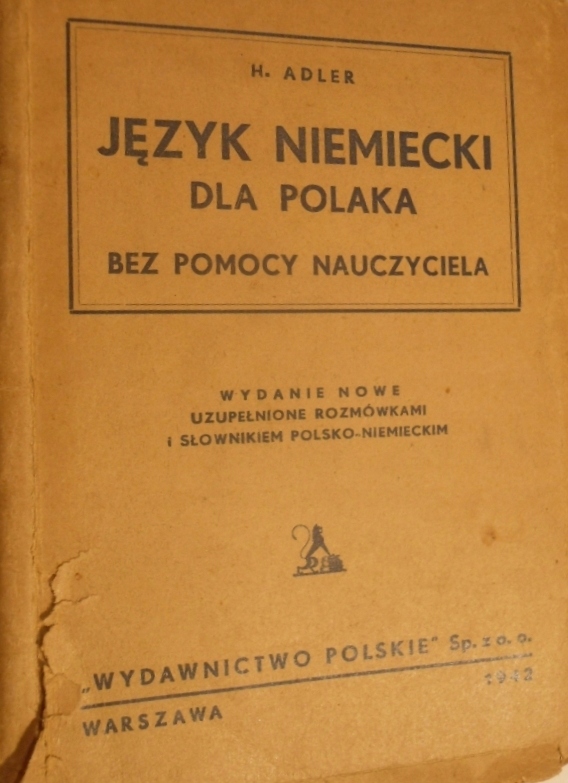 H. ADLER
JĘZYK NIEMIECKI
DLA POLAKA
BEZ POMOCY NAUCZYCIELA
WYDANIE NOWE
UZUPEŁNIONE ROZMÓWKAMI
i SŁOWNIKIEM POLSKO-NIEMIECKIM
„WYDAWNICTWO POLSKIE" Sp. z o. o.
WARSZAWA 1942